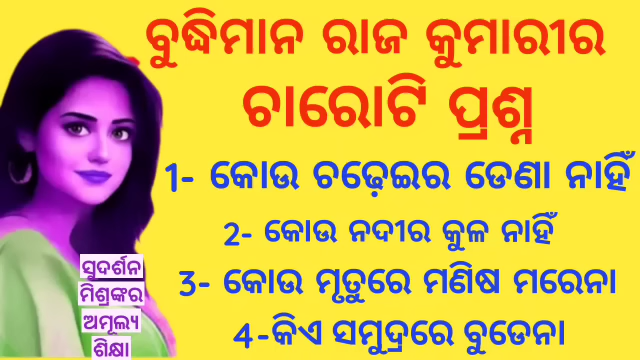 ବୁଦ୍ଧିମାନ ରାଜ କୁମାରୀର
ଚାରୋଟି ପ୍ରଶ୍ନ
1- କୋଉ ଚଢ଼େଇର ଡେଣା ନାହିଁ
2- କୋଉ ନଦୀର କୁଳ ନାହିଁ
3- କୋଉ ମୃତୁରେ ମଣିଷ ମରେନା
4-କିଏ ସମୁଦ୍ରରେ ବୁଡେନା
ସୁଦର୍ଶନ
ମିଶ୍ରଙ୍କର
ଅମୂଲ୍ୟ
ଶିକ୍ଷା